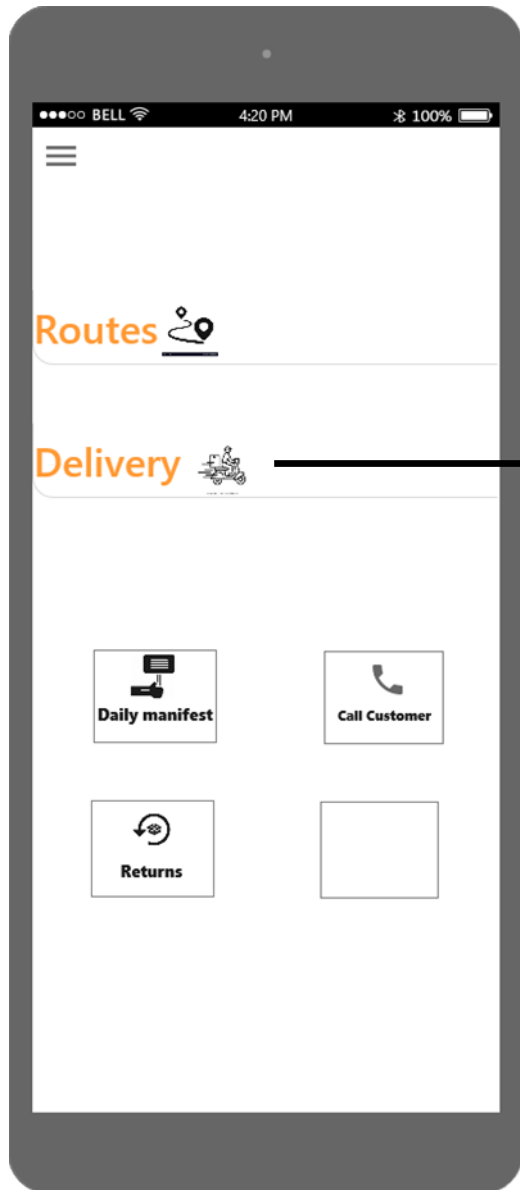 BELL 4:20 PM 100%
Routes
Delivery
Daily manifest Call Customer
Returns